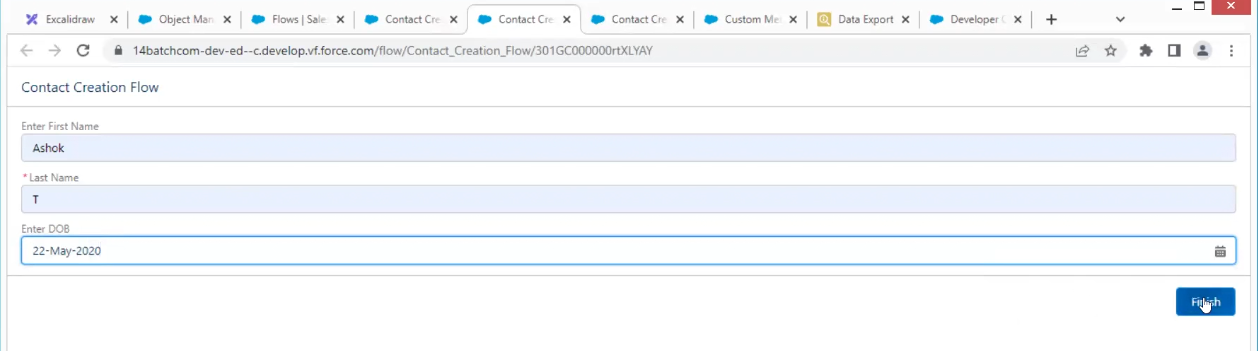 Excalidraw
Object Man
Flows | Sale
Contact Cre
Contact Cre
Contact Cre
Custom Me
Data Export
Developer C
14batchcom-dev-ed--c.develop.vf.force.com/flow/Contact_Creation_Flow/301GC000000rtXLYAY
Contact Creation Flow
Enter First Name
Ashok
* Last Name
T
Enter DOB
22-May-2020
Finish